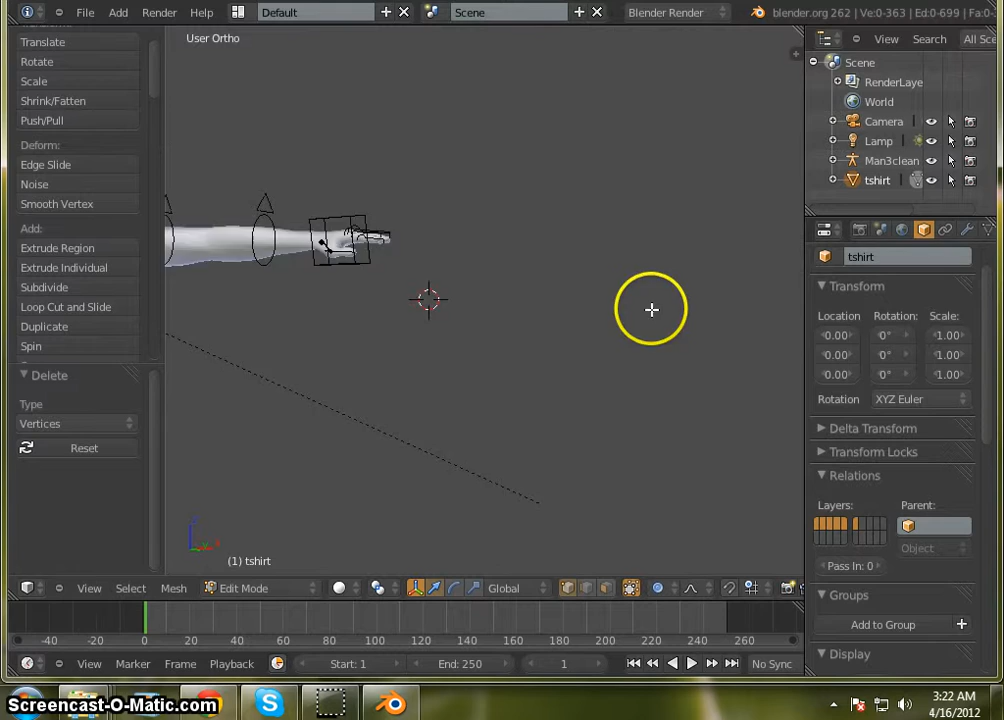 File Add Render Help Default Scene Blender Render blender.org 262 | Ve:0-363 | Ed:0-699 | Fa:0-
Translate
Rotate
Scale
Shrink/Fatten
Push/Pull
Deform:
Edge Slide
Noise
Smooth Vertex
Add:
Extrude Region
Extrude Individual
Subdivide
Loop Cut and Slide
Duplicate
Spin
Delete
Type
Vertices
Reset
User Ortho
(1) tshirt
View Search All Sce
Scene
RenderLaye
World
Camera
Lamp
Man3clean
tshirt
tshirt
Transform
Location Rotation: Scale:
0.00 0° 1.00
0.00 0° 1.00
0.00 0° 1.00
Rotation XYZ Euler
Delta Transform
Transform Locks
Relations
Layers: Parent:
Object
Pass In: 0
Groups
Add to Group
Display
View Select Mesh Edit Mode Global
-40 -20 0 20 40 60 80 100 120 140 160 180 200 220 240 260
View Marker Frame Playback Start: 1 End: 250 1 No Sync
Screencast-O-Matic.com
3:22 AM
4/16/2012